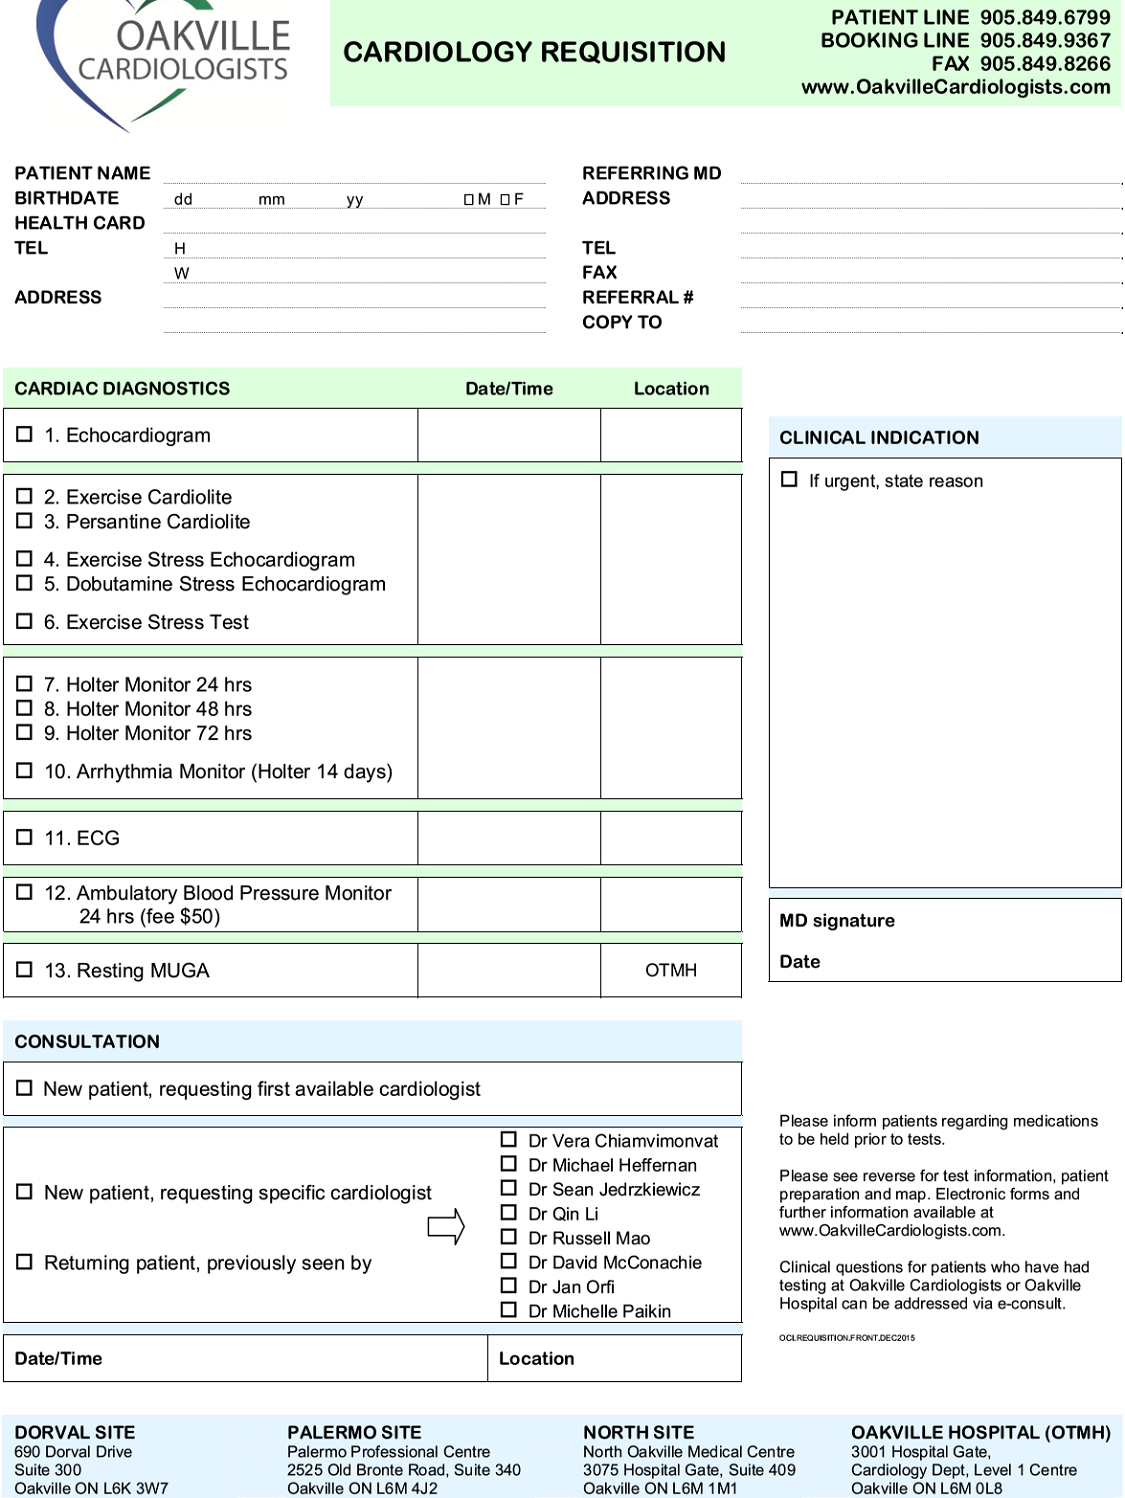 OAKVILLE
CARDIOLOGISTS
CARDIOLOGY REQUISITION
PATIENT LINE 905.849.6799
BOOKING LINE 905.849.9367
FAX 905.849.8266
www.OakvilleCardiologists.com
PATIENT NAME
BIRTHDATE dd mm yy M F
HEALTH CARD
TEL H
W
ADDRESS
REFERRING MD
ADDRESS
TEL
FAX
REFERRAL #
COPY TO
CARDIAC DIAGNOSTICS Date/Time Location
1. Echocardiogram
2. Exercise Cardiolite
3. Persantine Cardiolite
4. Exercise Stress Echocardiogram
5. Dobutamine Stress Echocardiogram
6. Exercise Stress Test
7. Holter Monitor 24 hrs
8. Holter Monitor 48 hrs
9. Holter Monitor 72 hrs
10. Arrhythmia Monitor (Holter 14 days)
11. ECG
12. Ambulatory Blood Pressure Monitor
24 hrs (fee $50)
13. Resting MUGA OTMH
CLINICAL INDICATION
If urgent, state reason
MD signature
Date
CONSULTATION
New patient, requesting first available cardiologist
New patient, requesting specific cardiologist
Returning patient, previously seen by
Dr Vera Chiamvimonvat
Dr Michael Heffernan
Dr Sean Jedrzkiewicz
Dr Qin Li
Dr Russell Mao
Dr David McConachie
Dr Jan Orfi
Dr Michelle Paikin
Date/Time Location
Please inform patients regarding medications
to be held prior to tests.
Please see reverse for test information, patient
preparation and map. Electronic forms and
further information available at
www.OakvilleCardiologists.com.
Clinical questions for patients who have had
testing at Oakville Cardiologists or Oakville
Hospital can be addressed via e-consult.
OCI.REQUISITION.FRONT.DEC2015
DORVAL SITE
690 Dorval Drive
Suite 300
Oakville ON L6K 3W7
PALERMO SITE
Palermo Professional Centre
2525 Old Bronte Road, Suite 340
Oakville ON L6M 4J2
NORTH SITE
North Oakville Medical Centre
3075 Hospital Gate, Suite 409
Oakville ON L6M 1M1
OAKVILLE HOSPITAL (OTMH)
3001 Hospital Gate,
Cardiology Dept, Level 1 Centre
Oakville ON L6M 0L8